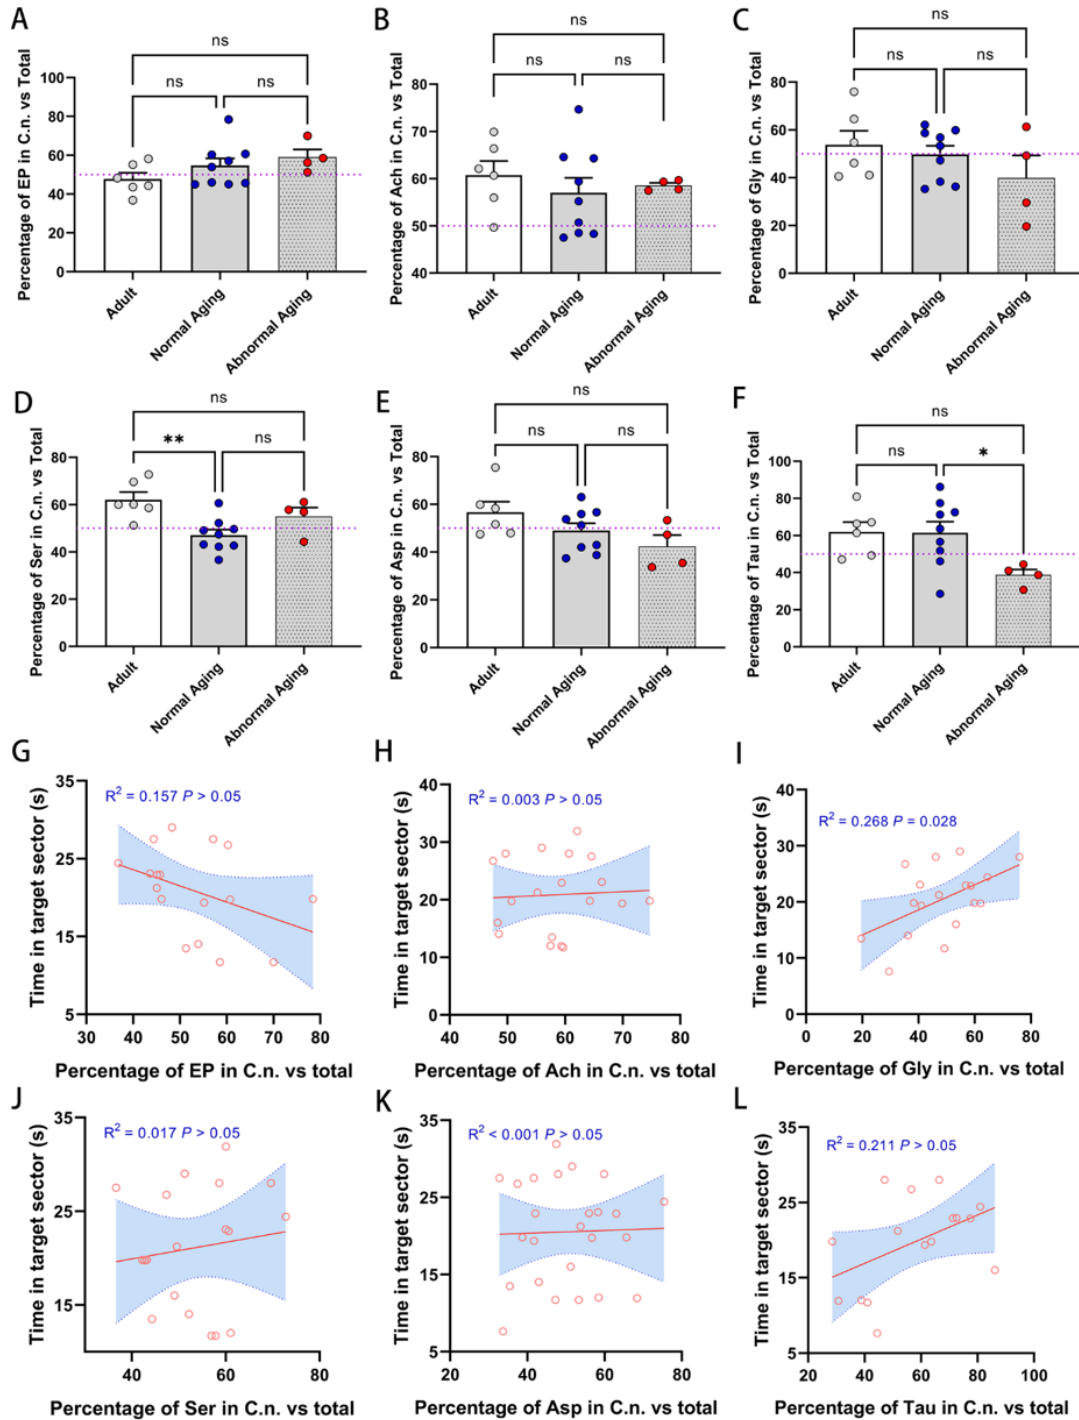 A
Percentage of EP in C.n. vs Total
ns
ns
ns
100
80
60
40
20
0
Adult
Normal Aging
Abnormal Aging
B
Percentage of Ach in C.n. vs Total
ns
ns
ns
80
70
60
50
40
Adult
Normal Aging
Abnormal Aging
C
Percentage of Gly in C.n. vs Total
ns
ns
ns
80
60
40
20
0
Adult
Normal Aging
Abnormal Aging
D
Percentage of Ser in C.n. vs Total
ns
**
ns
80
60
40
20
0
Adult
Normal Aging
Abnormal Aging
E
Percentage of Asp in C.n. vs Total
ns
ns
ns
80
60
40
20
0
Adult
Normal Aging
Abnormal Aging
F
Percentage of Tau in C.n. vs Total
ns
ns
*
100
80
60
40
20
0
Adult
Normal Aging
Abnormal Aging
G
Time in target sector (s)
R² = 0.157 P > 0.05
35
25
15
5
30 40 50 60 70 80
Percentage of EP in C.n. vs total
H
Time in target sector (s)
R² = 0.003 P > 0.05
40
30
20
10
0
40 50 60 70 80
Percentage of Ach in C.n. vs total
I
Time in target sector (s)
R² = 0.268 P = 0.028
40
30
20
10
0
0 20 40 60 80 100
Percentage of Gly in C.n. vs total
J
Time in target sector (s)
R² = 0.017 P > 0.05
35
25
15
40 60 80
Percentage of Ser in C.n. vs total
K
Time in target sector (s)
R² < 0.001 P > 0.05
35
25
15
5
20 40 60 80
Percentage of Asp in C.n. vs total
L
Time in target sector (s)
R² = 0.211 P > 0.05
35
25
15
5
20 40 60 80 100
Percentage of Tau in C.n. vs total